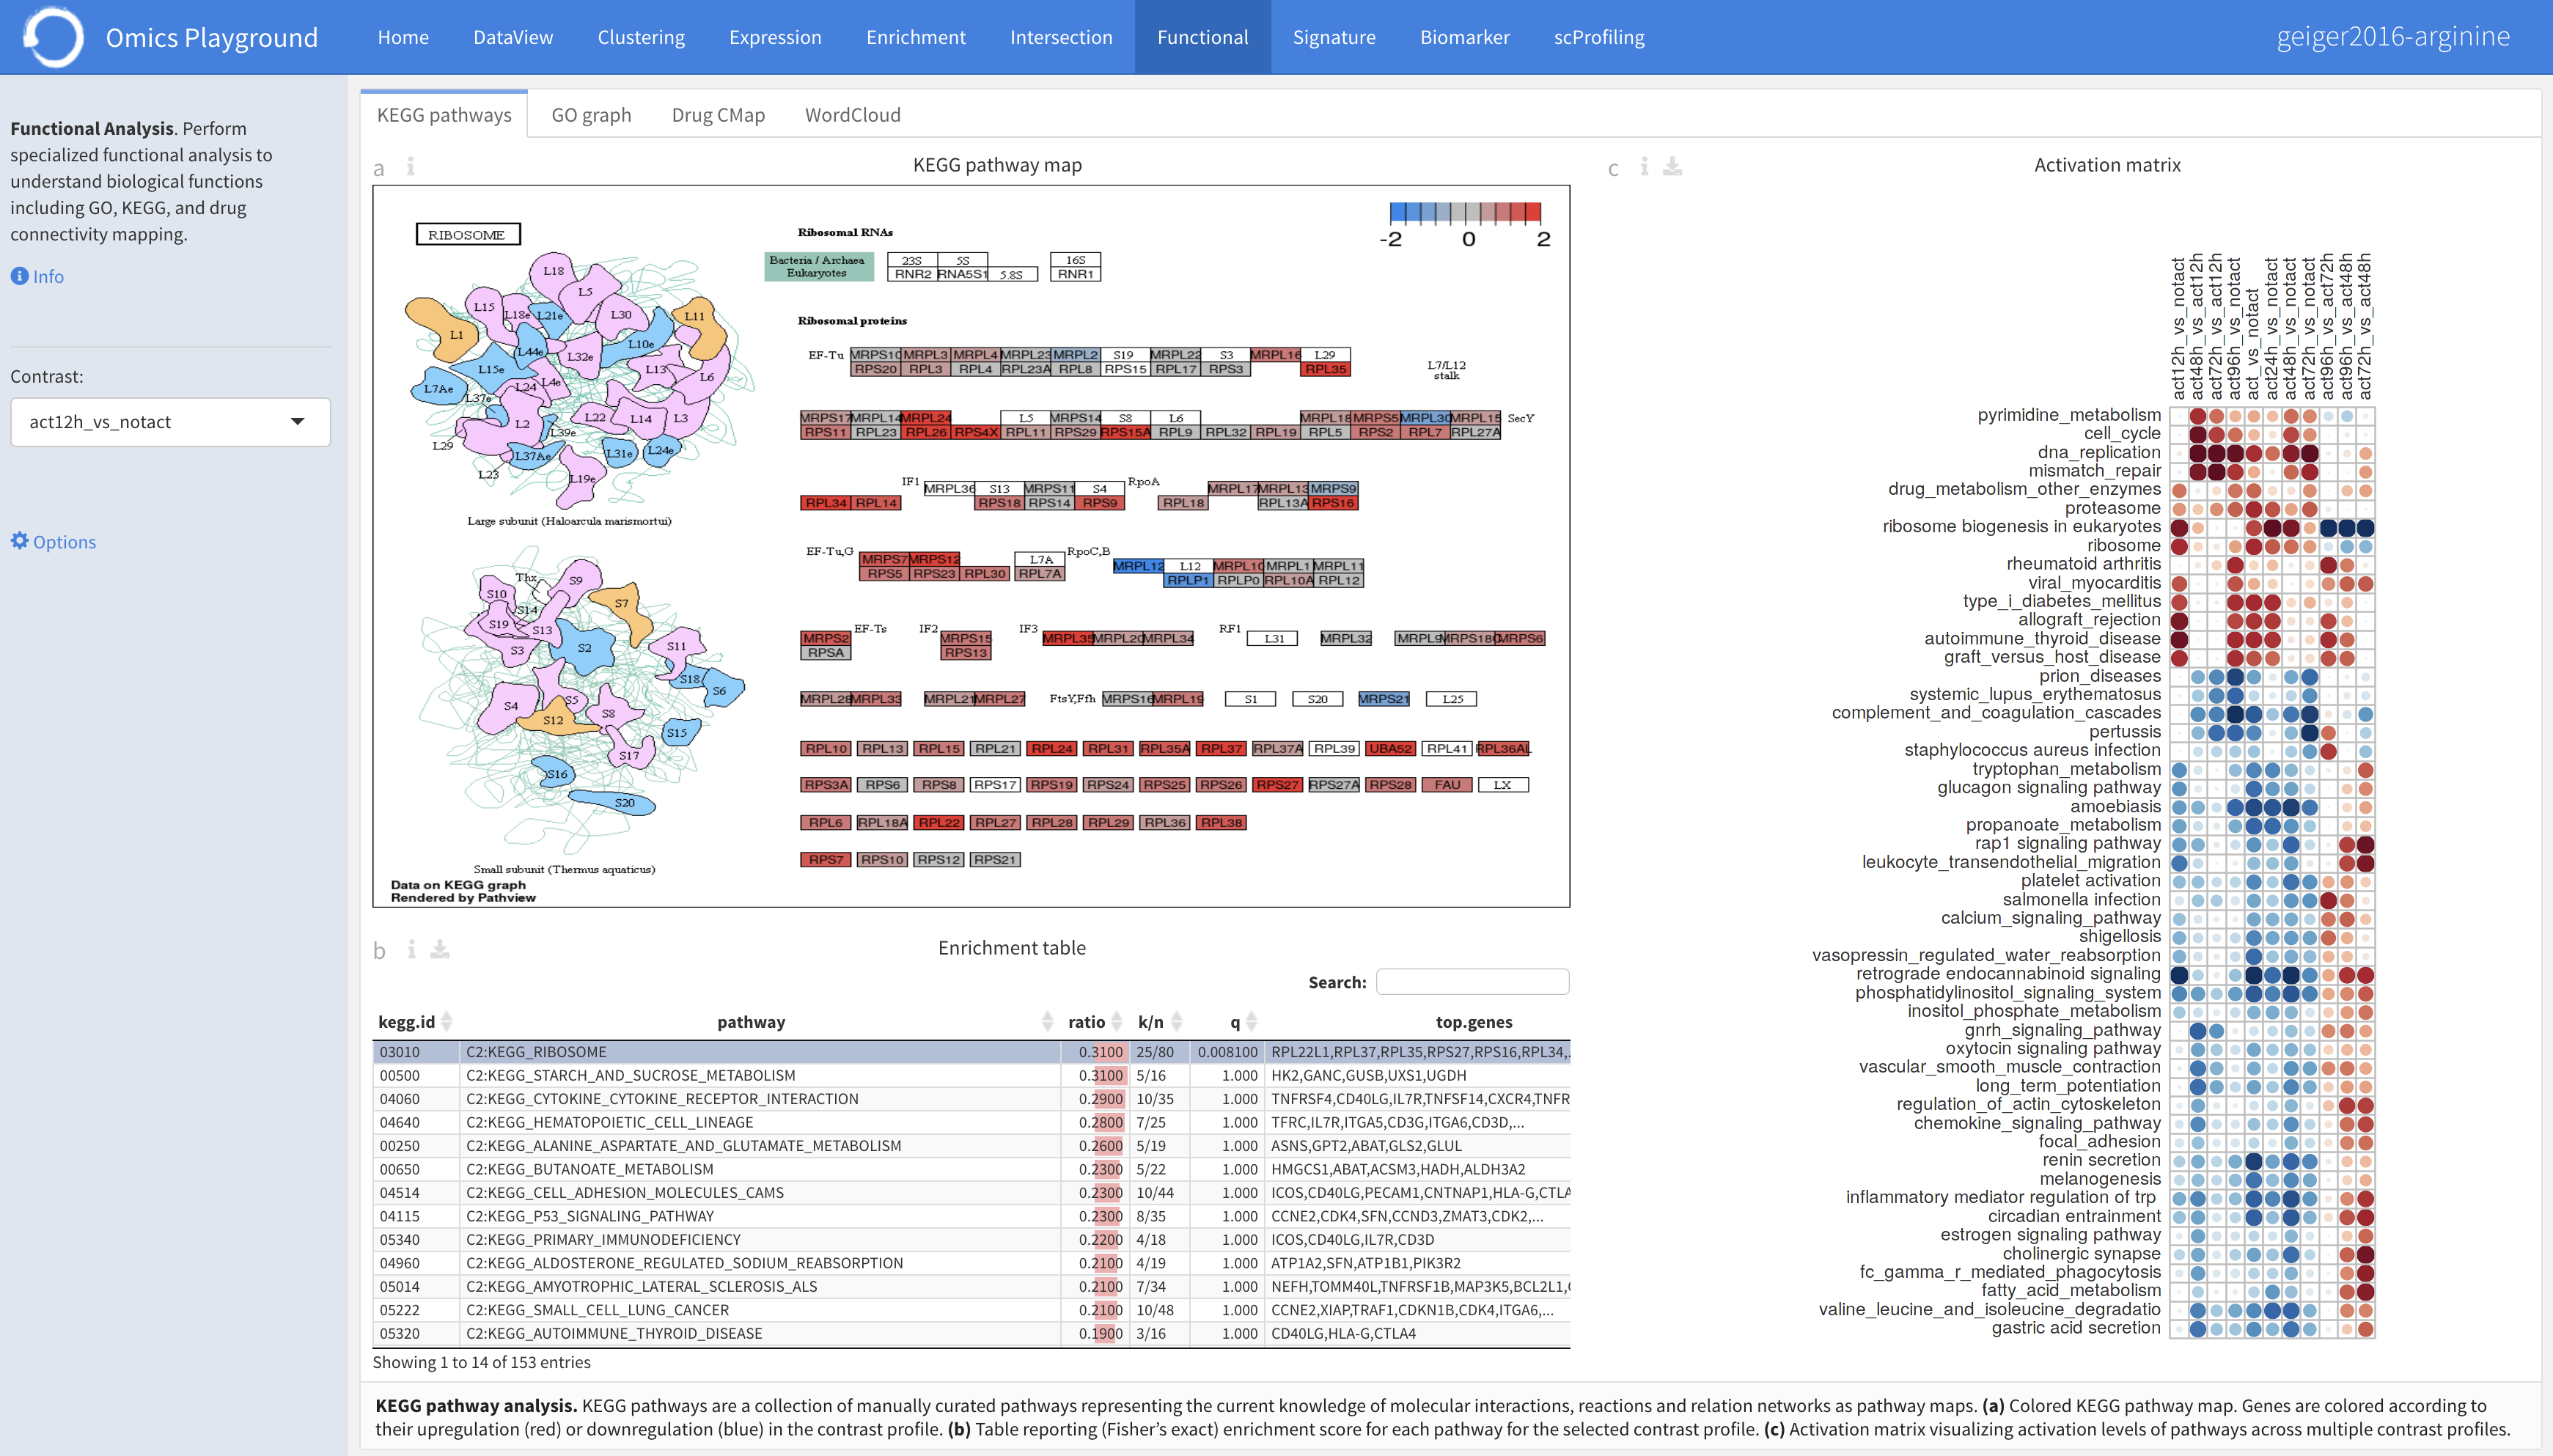 Omics Playground Home DataView Clustering Expression Enrichment Intersection Functional Signature Biomarker scProfiling geiger2016-arginine
Functional Analysis. Perform
specialized functional analysis to
understand biological functions
including GO, KEGG, and drug
connectivity mapping.
Info
Contrast:
act12h_vs_notact
Options
KEGG pathways GO graph Drug CMap WordCloud
a i KEGG pathway map
RIBOSOME
-2 0 2
Ribosomal RNAs
Bacteria / Archaea 23S 5S 16S
Eukaryotes RNR2 RNA5S1 5.8S RNR1
L18
L5
L15
L18e
L21e
L30
L11
L1
L44e
L32e
L10e
L15e
L13
L6
L7Ae
L24
L4e
L37e
L22
L14
L3
L2
L39e
L29
L37Ae
L31e
L24e
L23
L19e
Large subunit (Haloarcula marismortui)
Thx
S9
S10
S14
S7
S19
S13
S11
S3
S2
S18
S6
S4
S5
S12
S8
S15
S17
S16
S20
Small subunit (Thermus aquaticus)
Data on KEGG graph
Rendered by Pathview
Ribosomal proteins
EF-Tu MRPS10 MRPL3 MRPL4 MRPL23 MRPL2 S19 MRPL22 S3 MRPL16 L29
RPS20 RPL3 RPL4 RPL23A RPL8 RPS15 RPL17 RPS3 RPL35
L7/L12
stalk
MRPS17 MRPL14 MRPL24 L5 MRPS14 S8 L6 MRPL18 MRPS5 MRPL30 MRPL15 SecY
RPS11 RPL23 RPL26 RPS4X RPL11 RPS29 RPS15A RPL9 RPL32 RPL19 RPL5 RPS2 RPL7 RPL27A
IF1 MRPL36 S13 MRPS11 S4 RpoA MRPL17 MRPL13 MRPS9
RPL34 RPL14 RPS18 RPS14 RPS9 RPL18 RPL13A RPS16
EF-Tu,G MRPS7 MRPS12 L7A RpoC,B MRPL12 L12 MRPL10 MRPL1 MRPL11
RPS5 RPS23 RPL30 RPL7A RPLP1 RPLP0 RPL10A RPL12
MRPS2 EF-Ts IF2 MRPS15 IF3 MRPL35 MRPL20 MRPL34 RF1 L31 MRPL32 MRPL9 MRPS18C MRPS6
RPSA RPS13
MRPL28 MRPL33 MRPL21 MRPL27 FtsY,Ffh MRPS16 MRPL19 S1 S20 MRPS21 L25
RPL10 RPL13 RPL15 RPL21 RPL24 RPL31 RPL35A RPL37 RPL37A RPL39 UBA52 RPL41 RPL36AL
RPS3A RPS6 RPS8 RPS17 RPS19 RPS24 RPS25 RPS26 RPS27 RPS27A RPS28 FAU LX
RPL6 RPL18A RPL22 RPL27 RPL28 RPL29 RPL36 RPL38
RPS7 RPS10 RPS12 RPS21
b i Enrichment table
Search:
kegg.id pathway ratio k/n q top.genes
03010 C2:KEGG_RIBOSOME 0.3100 25/80 0.008100 RPL22L1,RPL37,RPL35,RPS27,RPS16,RPL34,..
00500 C2:KEGG_STARCH_AND_SUCROSE_METABOLISM 0.3100 5/16 1.000 HK2,GANC,GUSB,UXS1,UGDH
04060 C2:KEGG_CYTOKINE_CYTOKINE_RECEPTOR_INTERACTION 0.2900 10/35 1.000 TNFRSF4,CD40LG,IL7R,TNFSF14,CXCR4,TNFR
04640 C2:KEGG_HEMATOPOIETIC_CELL_LINEAGE 0.2800 7/25 1.000 TFRC,IL7R,ITGA5,CD3G,ITGA6,CD3D,...
00250 C2:KEGG_ALANINE_ASPARTATE_AND_GLUTAMATE_METABOLISM 0.2600 5/19 1.000 ASNS,GPT2,ABAT,GLS2,GLUL
00650 C2:KEGG_BUTANOATE_METABOLISM 0.2300 5/22 1.000 HMGCS1,ABAT,ACSM3,HADH,ALDH3A2
04514 C2:KEGG_CELL_ADHESION_MOLECULES_CAMS 0.2300 10/44 1.000 ICOS,CD40LG,PECAM1,CNTNAP1,HLA-G,CTLA
04115 C2:KEGG_P53_SIGNALING_PATHWAY 0.2300 8/35 1.000 CCNE2,CDK4,SFN,CCND3,ZMAT3,CDK2,...
05340 C2:KEGG_PRIMARY_IMMUNODEFICIENCY 0.2200 4/18 1.000 ICOS,CD40LG,IL7R,CD3D
04960 C2:KEGG_ALDOSTERONE_REGULATED_SODIUM_REABSORPTION 0.2100 4/19 1.000 ATP1A2,SFN,ATP1B1,PIK3R2
05014 C2:KEGG_AMYOTROPHIC_LATERAL_SCLEROSIS_ALS 0.2100 7/34 1.000 NEFH,TOMM40L,TNFRSF1B,MAP3K5,BCL2L1,
05222 C2:KEGG_SMALL_CELL_LUNG_CANCER 0.2100 10/48 1.000 CCNE2,XIAP,TRAF1,CDKN1B,CDK4,ITGA6,...
05320 C2:KEGG_AUTOIMMUNE_THYROID_DISEASE 0.1900 3/16 1.000 CD40LG,HLA-G,CTLA4
Showing 1 to 14 of 153 entries
c i Activation matrix
act12h_vs_notact
act48h_vs_act12h
act72h_vs_act12h
act96h_vs_notact
act_vs_notact
act24h_vs_notact
act48h_vs_notact
act72h_vs_notact
act96h_vs_act72h
act96h_vs_act48h
act72h_vs_act48h
pyrimidine_metabolism
cell_cycle
dna_replication
mismatch_repair
drug_metabolism_other_enzymes
proteasome
ribosome biogenesis in eukaryotes
ribosome
rheumatoid arthritis
viral_myocarditis
type_i_diabetes_mellitus
allograft_rejection
autoimmune_thyroid_disease
graft_versus_host_disease
prion_diseases
systemic_lupus_erythematosus
complement_and_coagulation_cascades
pertussis
staphylococcus aureus infection
tryptophan_metabolism
glucagon signaling pathway
amoebiasis
propanoate_metabolism
rap1 signaling pathway
leukocyte_transendothelial_migration
platelet activation
salmonella infection
calcium_signaling_pathway
shigellosis
vasopressin_regulated_water_reabsorption
retrograde endocannabinoid signaling
phosphatidylinositol_signaling_system
inositol_phosphate_metabolism
gnrh_signaling_pathway
oxytocin signaling pathway
vascular_smooth_muscle_contraction
long_term_potentiation
regulation_of_actin_cytoskeleton
chemokine_signaling_pathway
focal_adhesion
renin secretion
melanogenesis
inflammatory mediator regulation of trp
circadian entrainment
estrogen signaling pathway
cholinergic synapse
fc_gamma_r_mediated_phagocytosis
fatty_acid_metabolism
valine_leucine_and_isoleucine_degradatio
gastric acid secretion
KEGG pathway analysis. KEGG pathways are a collection of manually curated pathways representing the current knowledge of molecular interactions, reactions and relation networks as pathway maps. (a) Colored KEGG pathway map. Genes are colored according to
their upregulation (red) or downregulation (blue) in the contrast profile. (b) Table reporting (Fisher's exact) enrichment score for each pathway for the selected contrast profile. (c) Activation matrix visualizing activation levels of pathways across multiple contrast profiles.